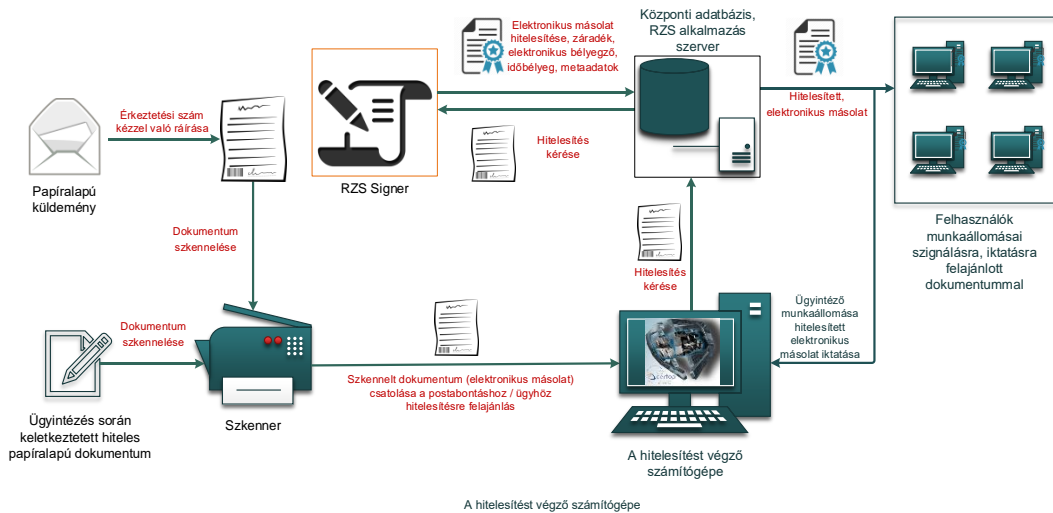 Elektronikus másolat
hitelesítése, záradék,
elektronikus bélyegző,
időbélyeg, metaadatok
Központi adatbázis,
RZS alkalmazás
szerver
Érkeztetési szám
kézzel való ráírása
Hitelesítés
kérése
Hitelesített,
elektronikus másolat
Papíralapú
küldemény
RZS Signer
Felhasználók
munkaállomásai
szignálásra, iktatásra
felajánlott
dokumentummal
Dokumentum
szkennelése
Hitelesítés
kérése
Ügyintéző
munkaállomása
hitelesített
elektronikus
másolat iktatása
Dokumentum
szkennelése
Szkennelt dokumentum (elektronikus másolat)
csatolása a postabontáshoz / ügyhöz
hitelesítésre felajánlás
Ügyintézés során
keletkeztetett hiteles
papíralapú dokumentum
Szkenner
A hitelesítést végző
számítógépe
A hitelesítést végző számítógépe